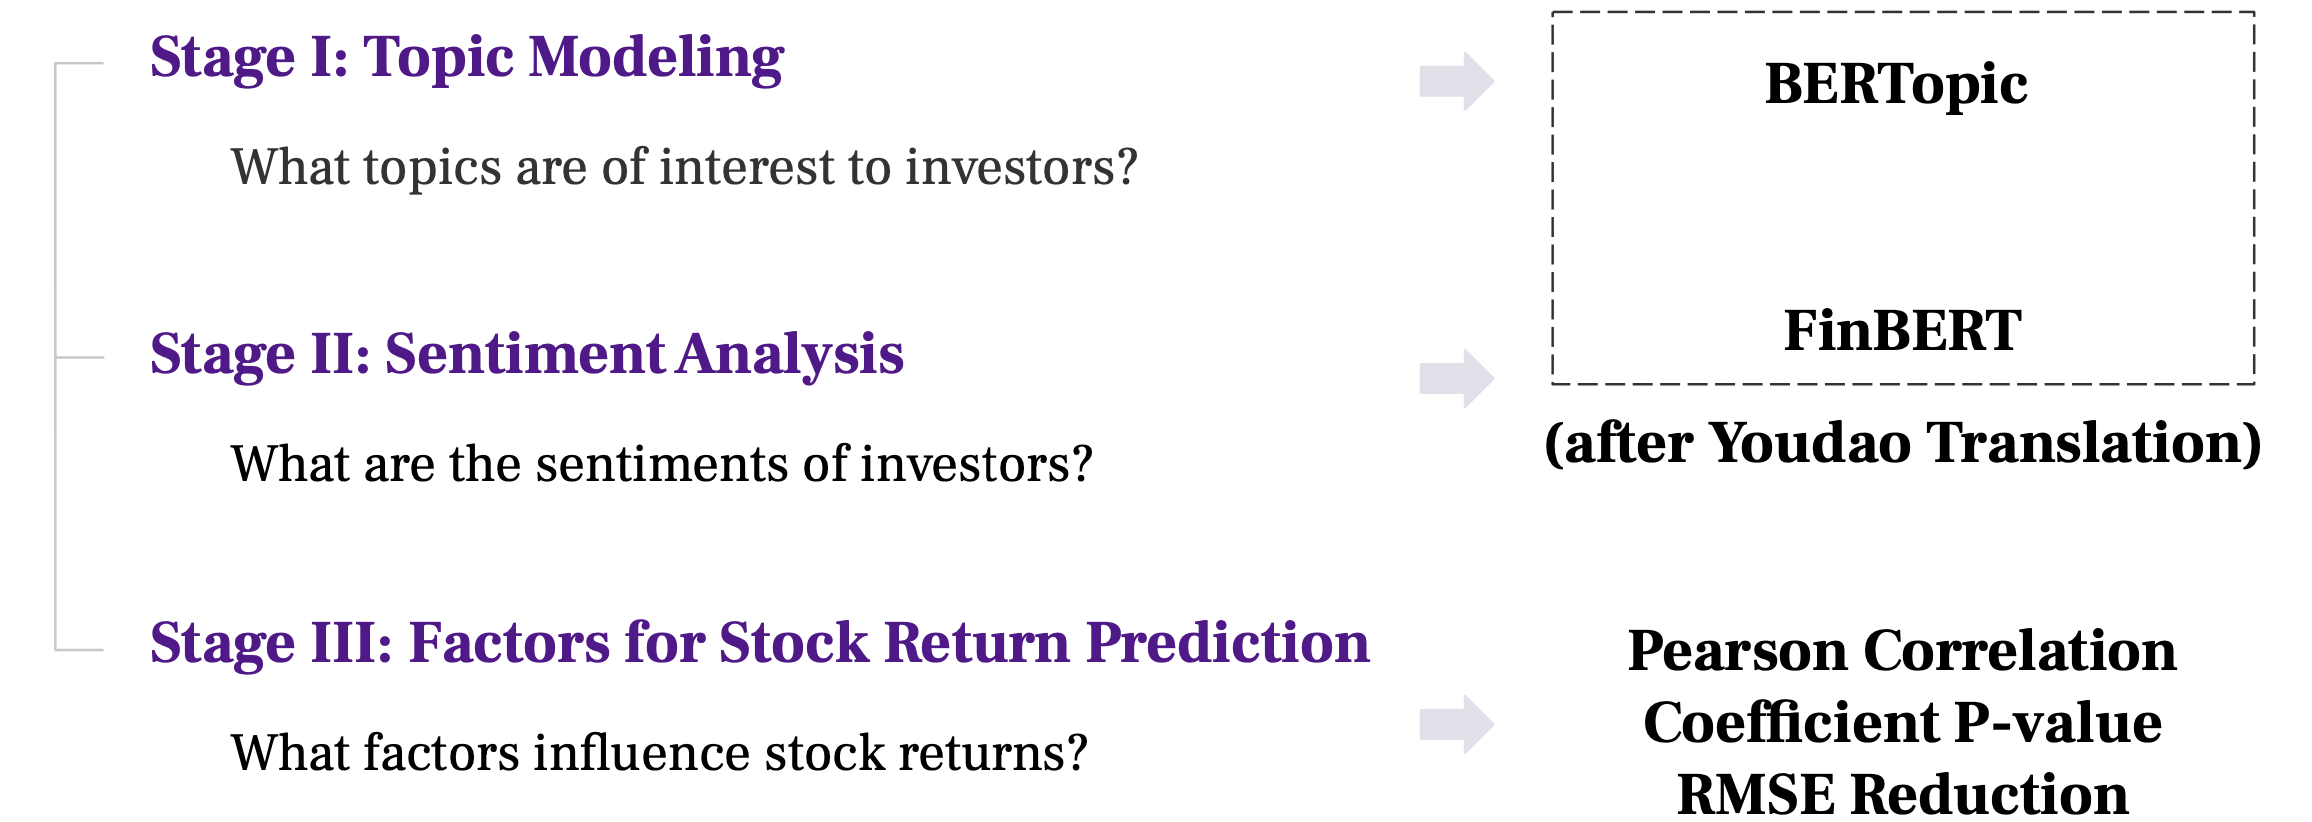 Stage I: Topic Modeling
BERTopic
What topics are of interest to investors?
Stage II: Sentiment Analysis
FinBERT
(after Youdao Translation)
What are the sentiments of investors?
Stage III: Factors for Stock Return Prediction
What factors influence stock returns?
Pearson Correlation
Coefficient P-value
RMSE Reduction